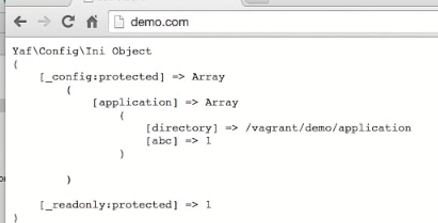 demo.com
Yaf\Config\Ini Object
(
    [_config:protected] => Array
        (
            [application] => Array
                (
                    [directory] => /vagrant/demo/application
                    [abc] => 1
                )

        )

    [_readonly:protected] => 1
)